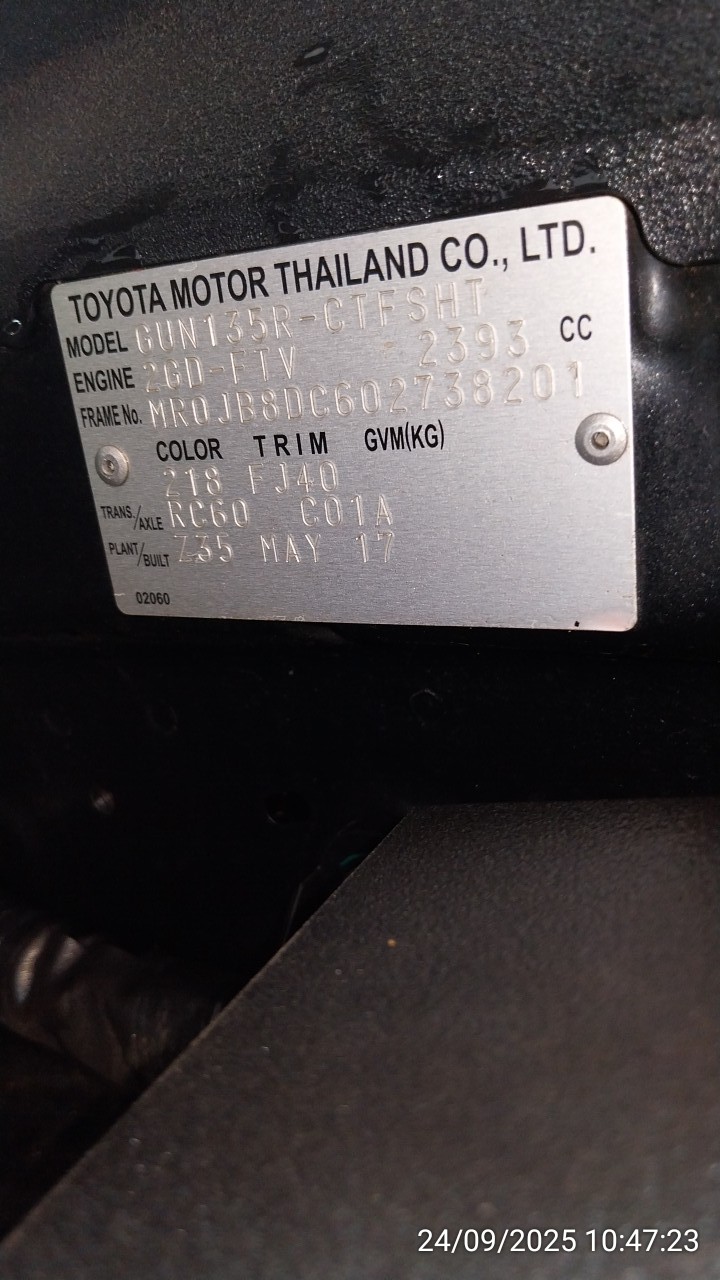 TOYOTA MOTOR THAILAND CO., LTD.
MODEL GUN135R-CTFSHT
ENGINE 2GD-FTV - 2393 CC
FRAME No. MR0JB8DC602738201
COLOR TRIM GVM(KG)
218 FJ40
TRANS./AXLE RC60 C01A
PLANT/BUILT Z35 MAY 17
02060
24/09/2025 10:47:23